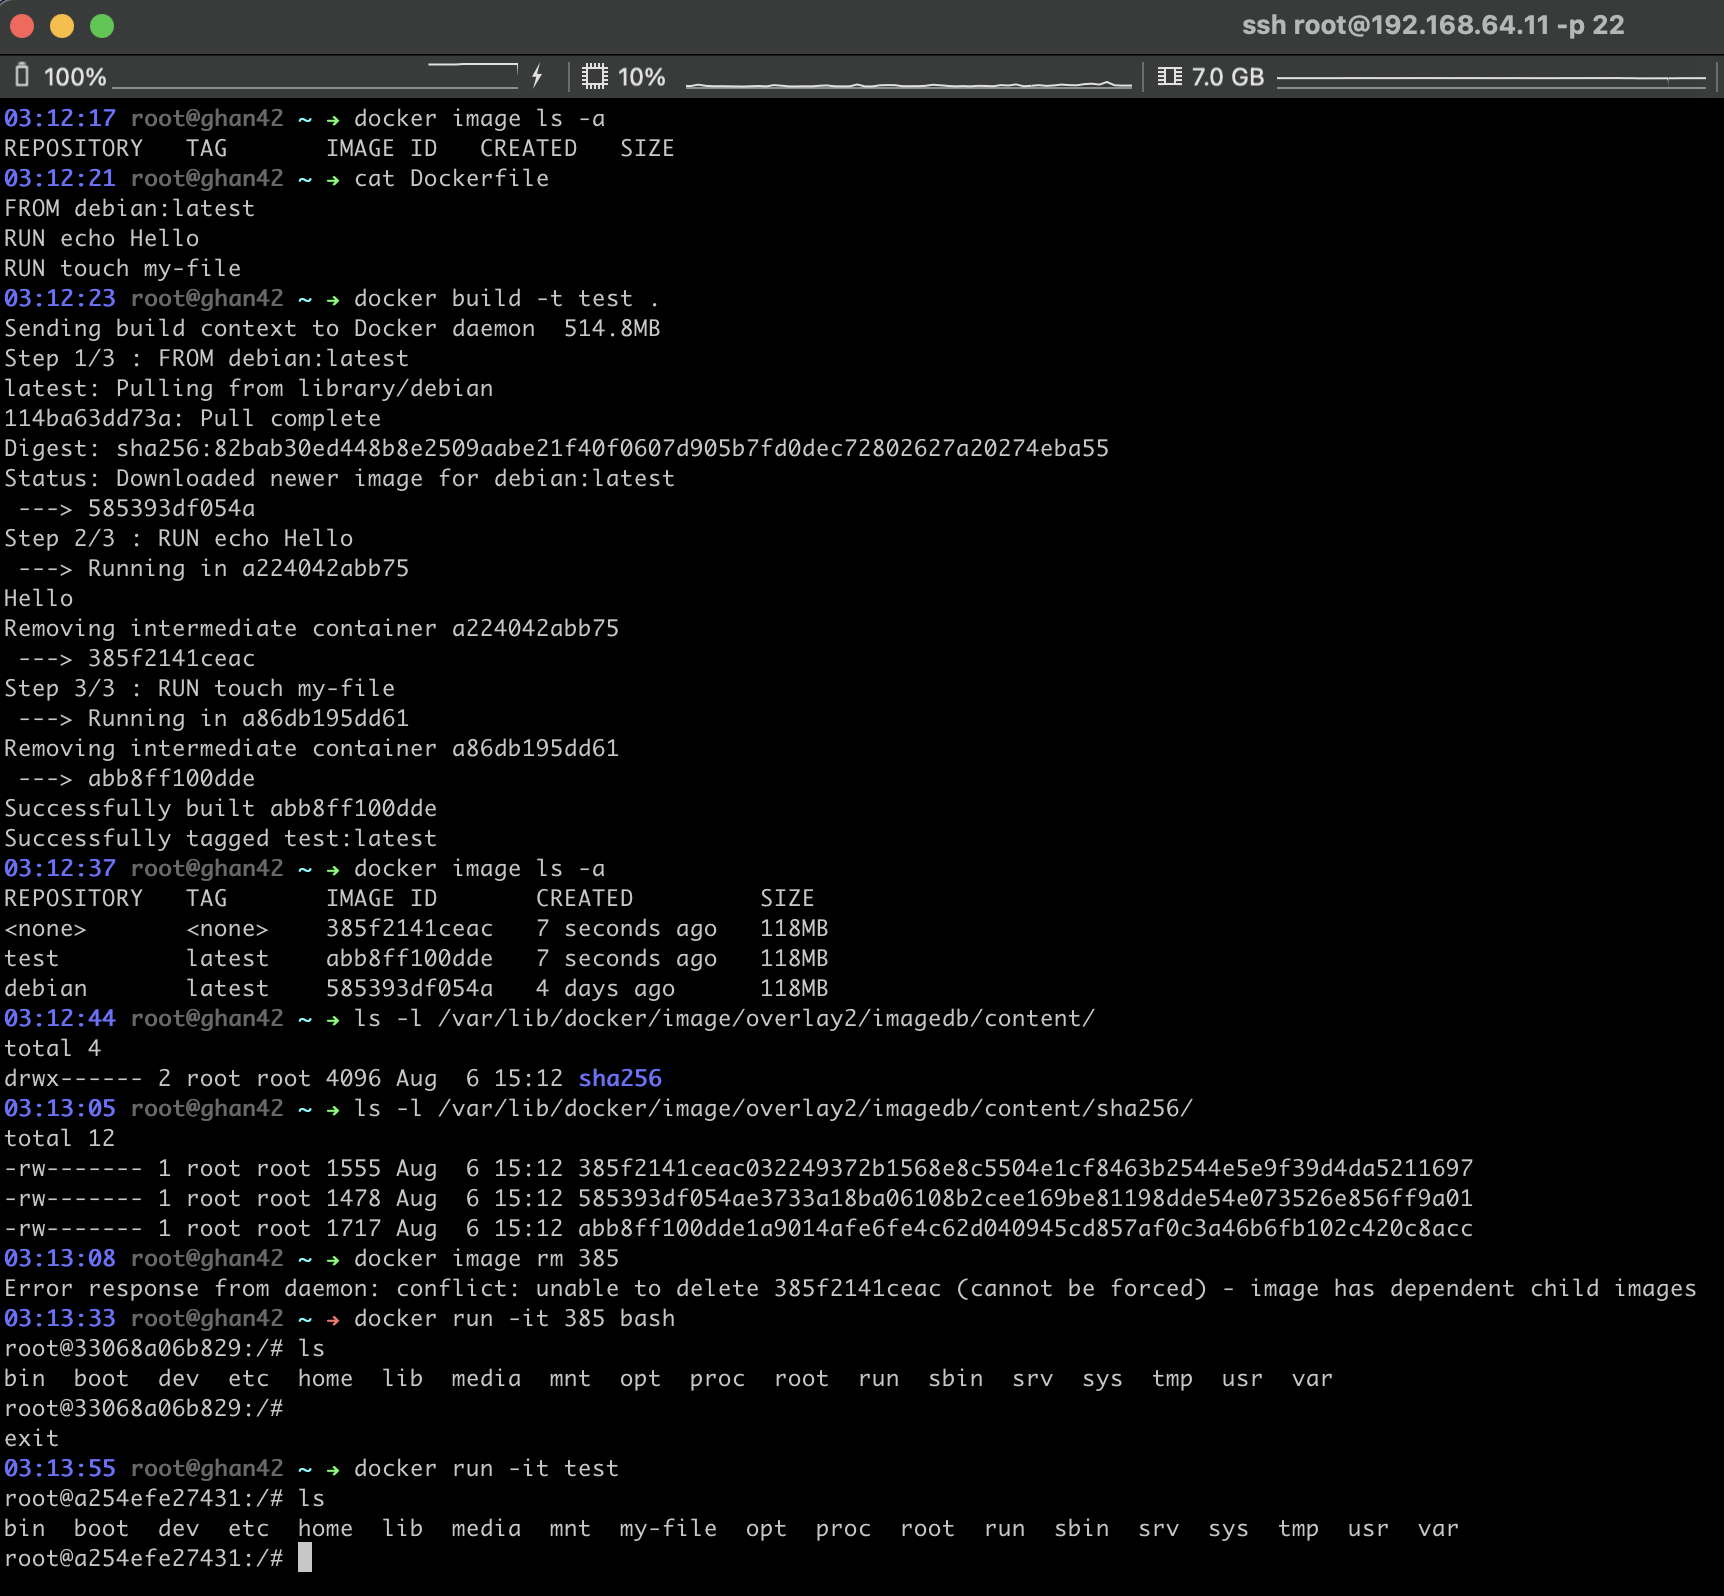 ssh root@192.168.64.11 -p 22
100% 10% 7.0 GB
03:12:17 root@ghan42 ~ → docker image ls -a
REPOSITORY   TAG       IMAGE ID   CREATED   SIZE
03:12:21 root@ghan42 ~ → cat Dockerfile
FROM debian:latest
RUN echo Hello
RUN touch my-file
03:12:23 root@ghan42 ~ → docker build -t test .
Sending build context to Docker daemon  514.8MB
Step 1/3 : FROM debian:latest
latest: Pulling from library/debian
114ba63dd73a: Pull complete
Digest: sha256:82bab30ed448b8e2509aabe21f40f0607d905b7fd0dec72802627a20274eba55
Status: Downloaded newer image for debian:latest
 ---> 585393df054a
Step 2/3 : RUN echo Hello
 ---> Running in a224042abb75
Hello
Removing intermediate container a224042abb75
 ---> 385f2141ceac
Step 3/3 : RUN touch my-file
 ---> Running in a86db195dd61
Removing intermediate container a86db195dd61
 ---> abb8ff100dde
Successfully built abb8ff100dde
Successfully tagged test:latest
03:12:37 root@ghan42 ~ → docker image ls -a
REPOSITORY   TAG       IMAGE ID       CREATED         SIZE
<none>       <none>    385f2141ceac   7 seconds ago   118MB
test         latest    abb8ff100dde   7 seconds ago   118MB
debian       latest    585393df054a   4 days ago      118MB
03:12:44 root@ghan42 ~ → ls -l /var/lib/docker/image/overlay2/imagedb/content/
total 4
drwx------ 2 root root 4096 Aug  6 15:12 sha256
03:13:05 root@ghan42 ~ → ls -l /var/lib/docker/image/overlay2/imagedb/content/sha256/
total 12
-rw------- 1 root root 1555 Aug  6 15:12 385f2141ceac032249372b1568e8c5504e1cf8463b2544e5e9f39d4da5211697
-rw------- 1 root root 1478 Aug  6 15:12 585393df054ae3733a18ba06108b2cee169be81198dde54e073526e856ff9a01
-rw------- 1 root root 1717 Aug  6 15:12 abb8ff100dde1a9014afe6fe4c62d040945cd857af0c3a46b6fb102c420c8acc
03:13:08 root@ghan42 ~ → docker image rm 385
Error response from daemon: conflict: unable to delete 385f2141ceac (cannot be forced) - image has dependent child images
03:13:33 root@ghan42 ~ → docker run -it 385 bash
root@33068a06b829:/# ls
bin  boot  dev  etc  home  lib  media  mnt  opt  proc  root  run  sbin  srv  sys  tmp  usr  var
root@33068a06b829:/#
exit
03:13:55 root@ghan42 ~ → docker run -it test
root@a254efe27431:/# ls
bin  boot  dev  etc  home  lib  media  mnt  my-file  opt  proc  root  run  sbin  srv  sys  tmp  usr  var
root@a254efe27431:/#